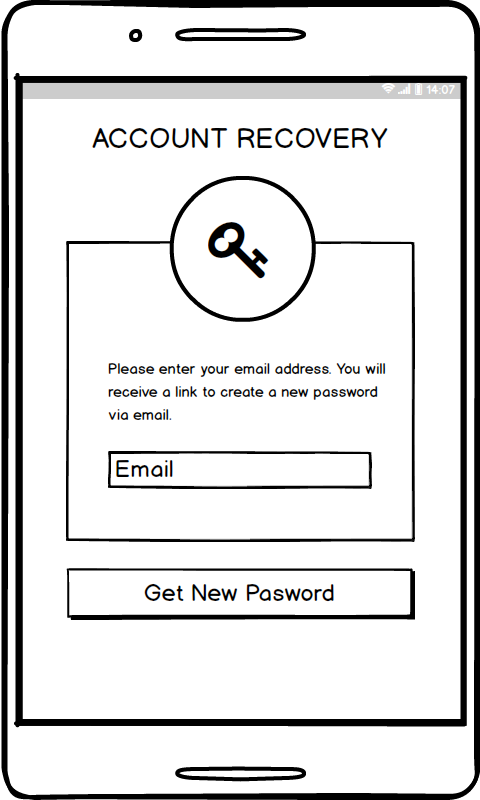 14:07
ACCOUNT RECOVERY
Please enter your email address. You will
receive a link to create a new password
via email.
Email
Get New Pasword